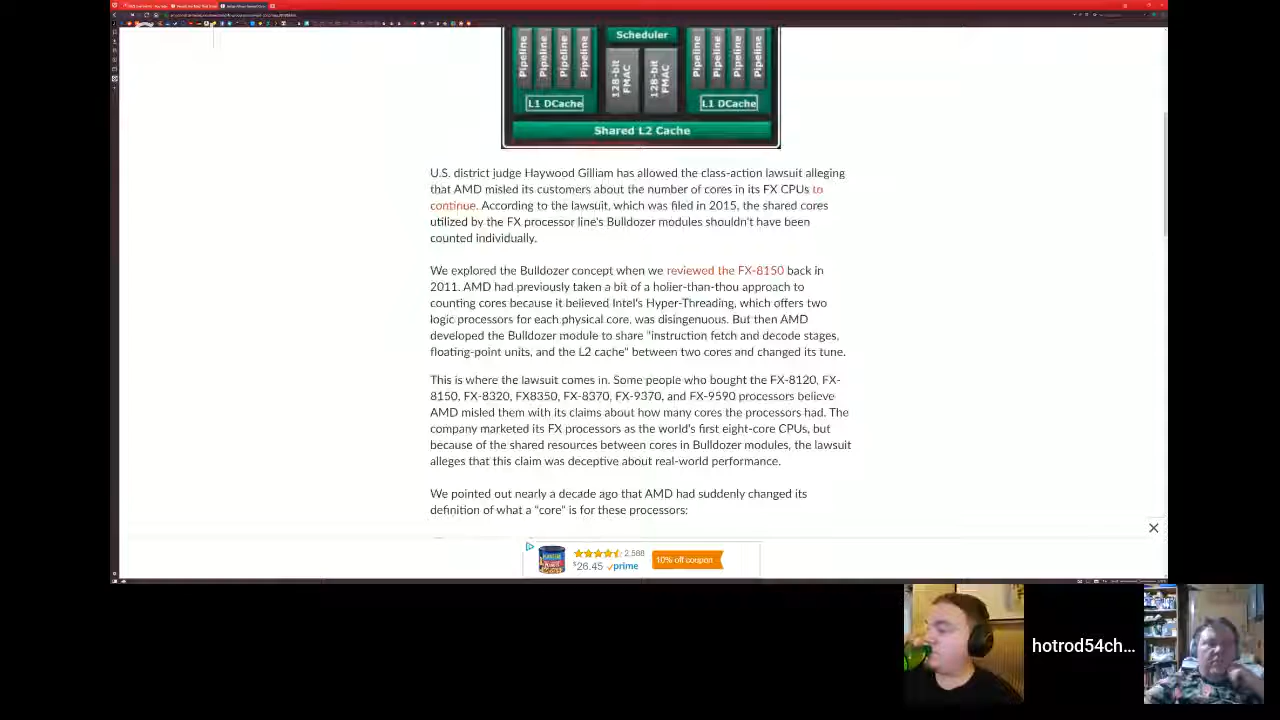 Pipeline
Pipeline
Pipeline
Pipeline
Scheduler
128-bit
FMAC
128-bit
FMAC
Pipeline
Pipeline
Pipeline
Pipeline
L1 DCache
L1 DCache
Shared L2 Cache
U.S. district judge Haywood Gilliam has allowed the class-action lawsuit alleging
that AMD misled its customers about the number of cores in its FX CPUs to
continue. According to the lawsuit, which was filed in 2015, the shared cores
utilized by the FX processor line's Bulldozer modules shouldn't have been
counted individually.
We explored the Bulldozer concept when we reviewed the FX-8150 back in
2011. AMD had previously taken a bit of a holier-than-thou approach to
counting cores because it believed Intel's Hyper-Threading, which offers two
logic processors for each physical core, was disingenuous. But then AMD
developed the Bulldozer module to share "instruction fetch and decode stages,
floating-point units, and the L2 cache" between two cores and changed its tune.
This is where the lawsuit comes in. Some people who bought the FX-8120, FX-
8150, FX-8320, FX8350, FX-8370, FX-9370, and FX-9590 processors believe
AMD misled them with its claims about how many cores the processors had. The
company marketed its FX processors as the world's first eight-core CPUs, but
because of the shared resources between cores in Bulldozer modules, the lawsuit
alleges that this claim was deceptive about real-world performance.
We pointed out nearly a decade ago that AMD had suddenly changed its
definition of what a "core" is for these processors:
2,588
$26.45 prime
10% off coupon
hotrod54ch...